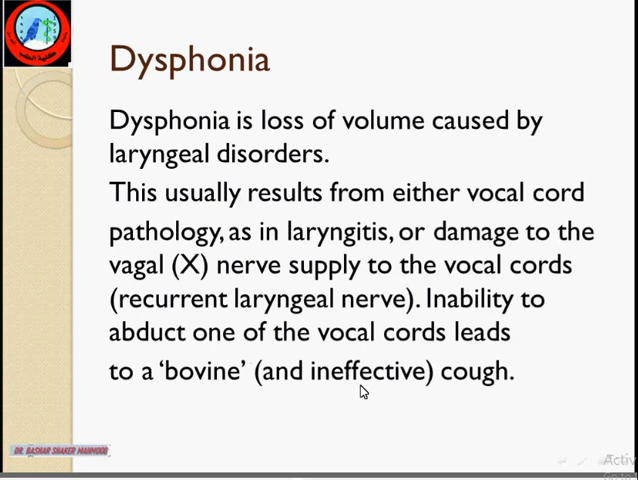 Dysphonia
Dysphonia is loss of volume caused by
laryngeal disorders.
This usually results from either vocal cord
pathology, as in laryngitis, or damage to the
vagal (X) nerve supply to the vocal cords
(recurrent laryngeal nerve). Inability to
abduct one of the vocal cords leads
to a ‘bovine’ (and ineffective) cough.
DR. BASHAR SHAKER MAHMOOD
Activ